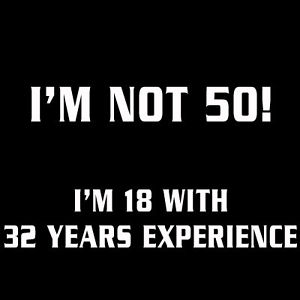 I'M NOT 50!
I'M 18 WITH
32 YEARS EXPERIENCE